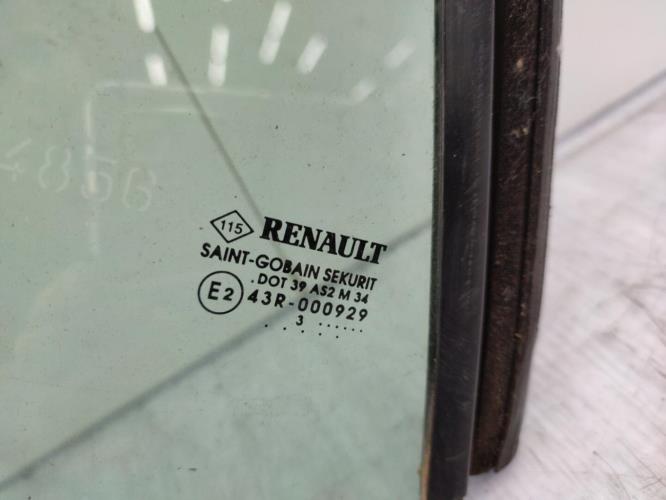 115 RENAULT
SAINT-GOBAIN SEKURIT
DOT 39 AS2 M 34
E2 43R-000929
3